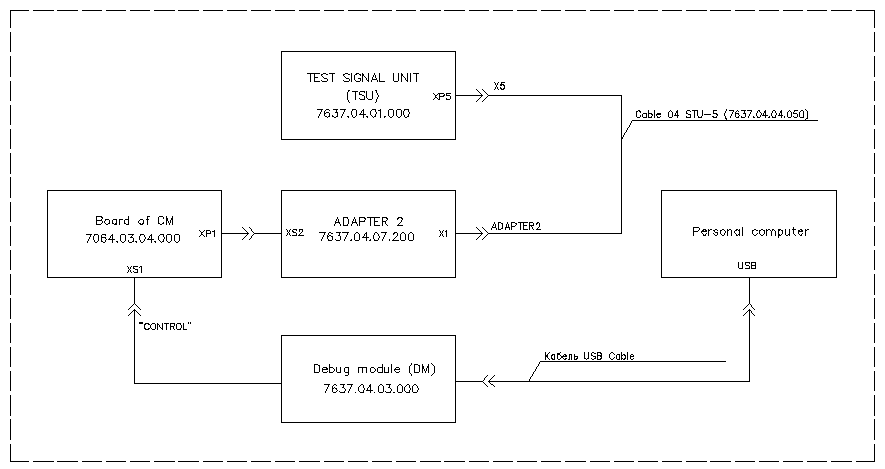 TEST SIGNAL UNIT
(TSU)
7637.04.01.000
XP5
X5
Cable 04 STU-5 (7637.04.04.050)
Board of CM
7064.03.04.000
XP1
XS1
XS2
ADAPTER 2
7637.04.07.200
X1
ADAPTER2
Personal computer
USB
"CONTROL"
Debug module (DM)
7637.04.03.000
Кабель USB Cable